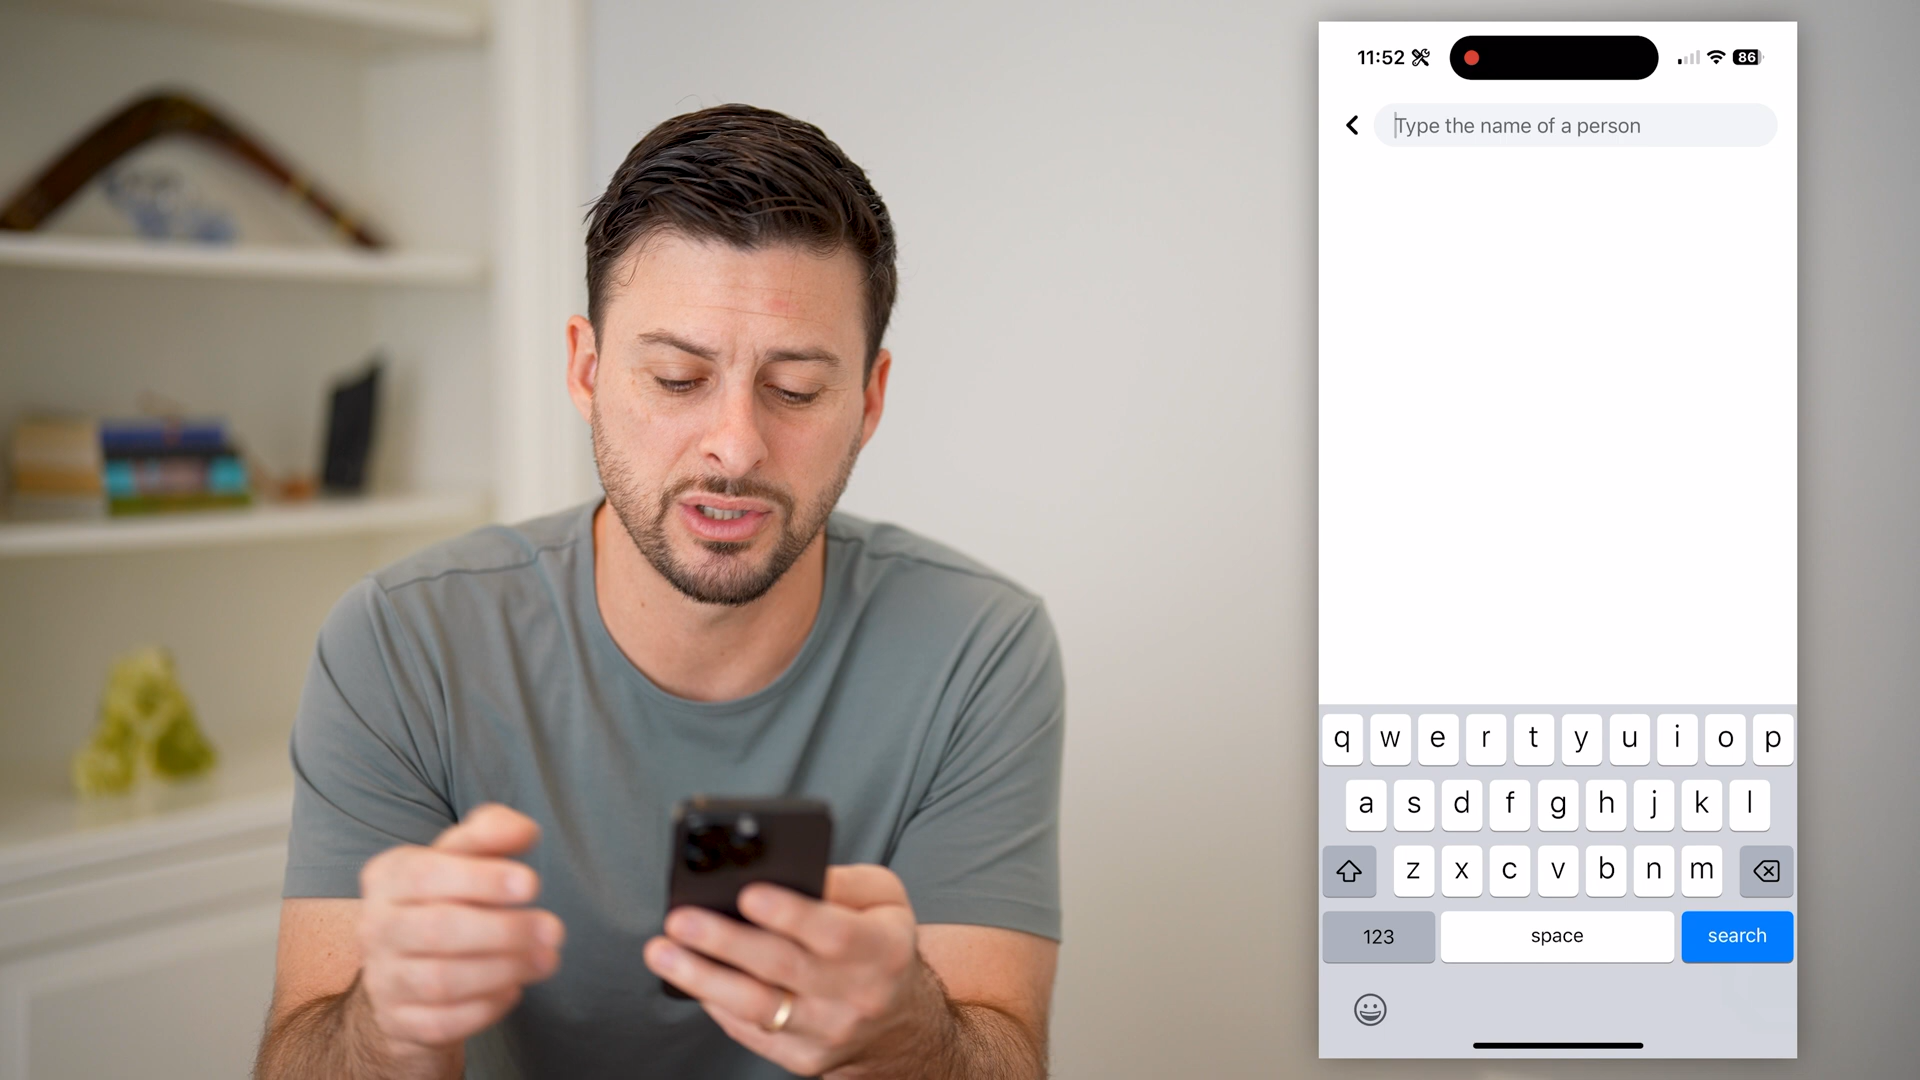 11:52
86
Type the name of a person
q w e r t y u i o p
a s d f g h j k l
z x c v b n m
123 space search